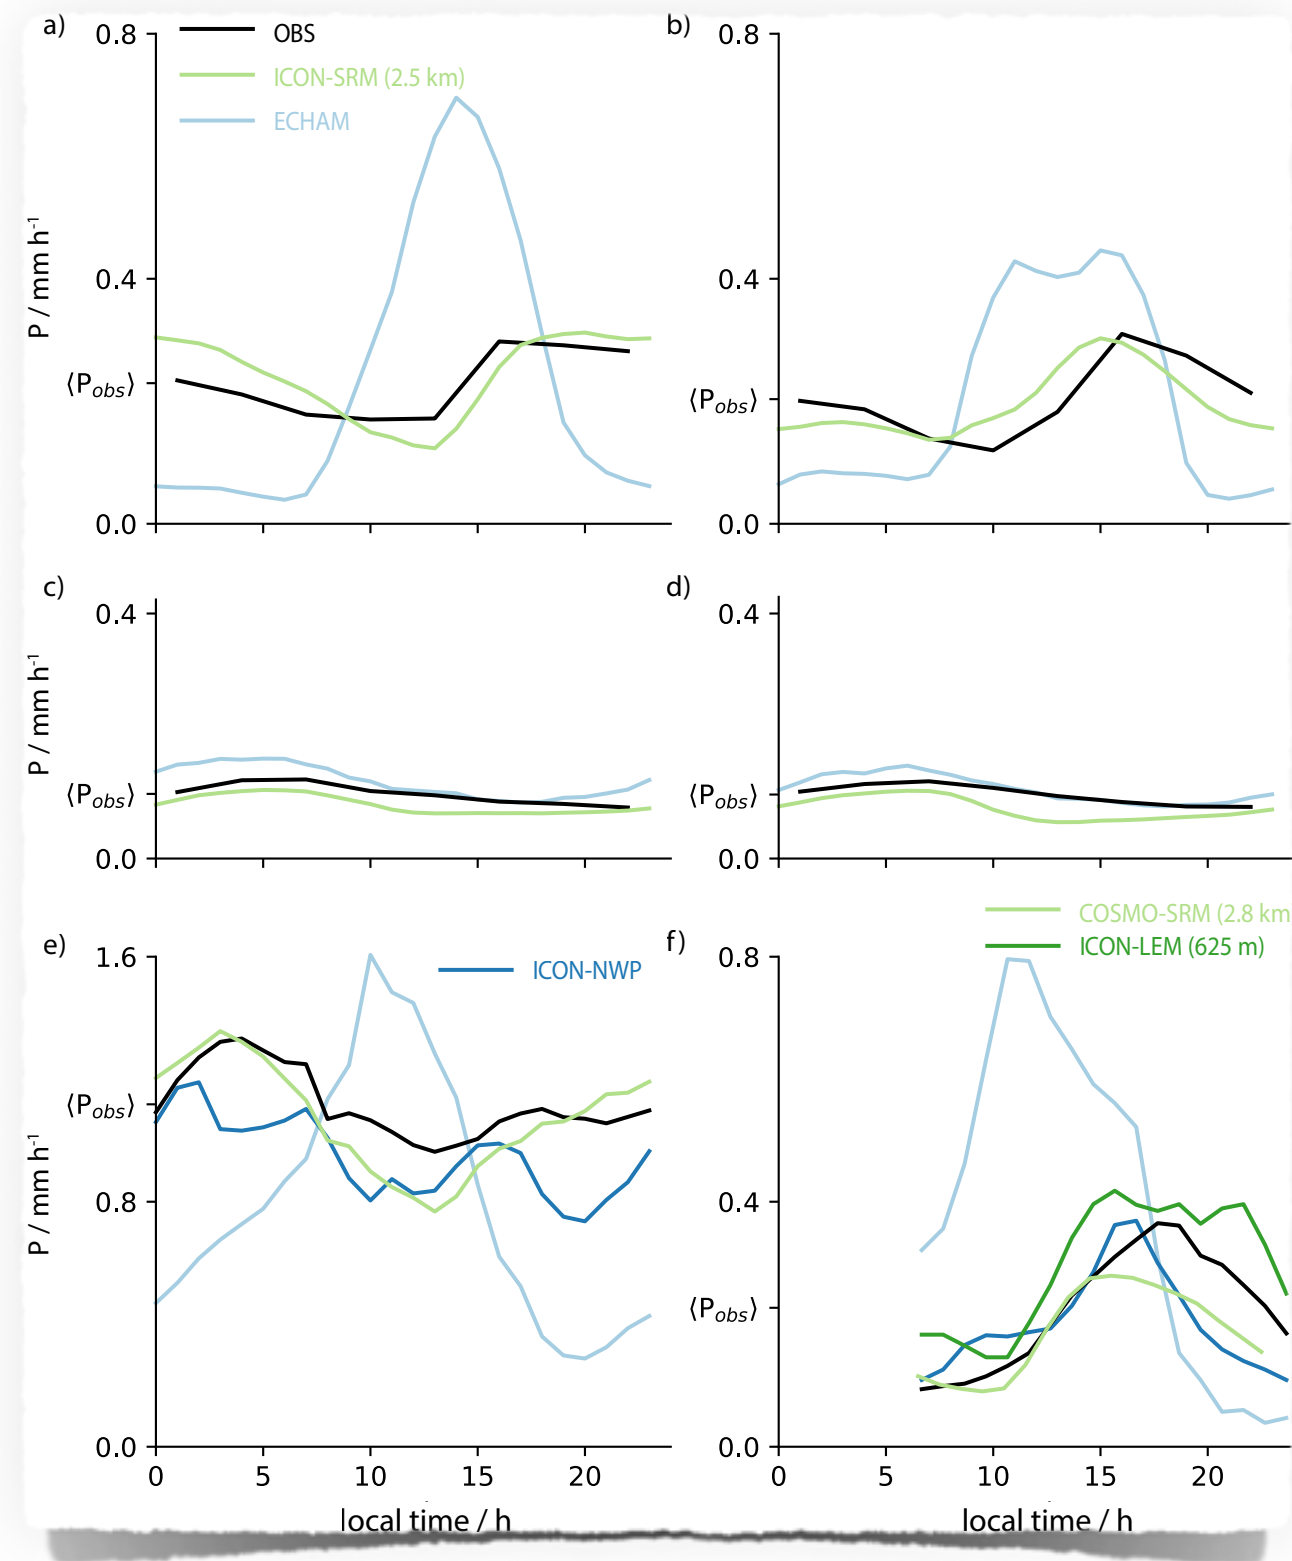 a)
0.8
OBS
ICON-SRM (2.5 km)
ECHAM
P / mm h-1
0.4
⟨Pobs⟩
0.0
b)
0.8
0.4
⟨Pobs⟩
0.0
c)
0.4
P / mm h-1
⟨Pobs⟩
0.0
d)
0.4
⟨Pobs⟩
0.0
e)
1.6
ICON-NWP
⟨Pobs⟩
P / mm h-1
0.8
0.0
0 5 10 15 20
local time / h
COSMO-SRM (2.8 km
ICON-LEM (625 m)
f)
0.8
0.4
⟨Pobs⟩
0.0
0 5 10 15 20
local time / h